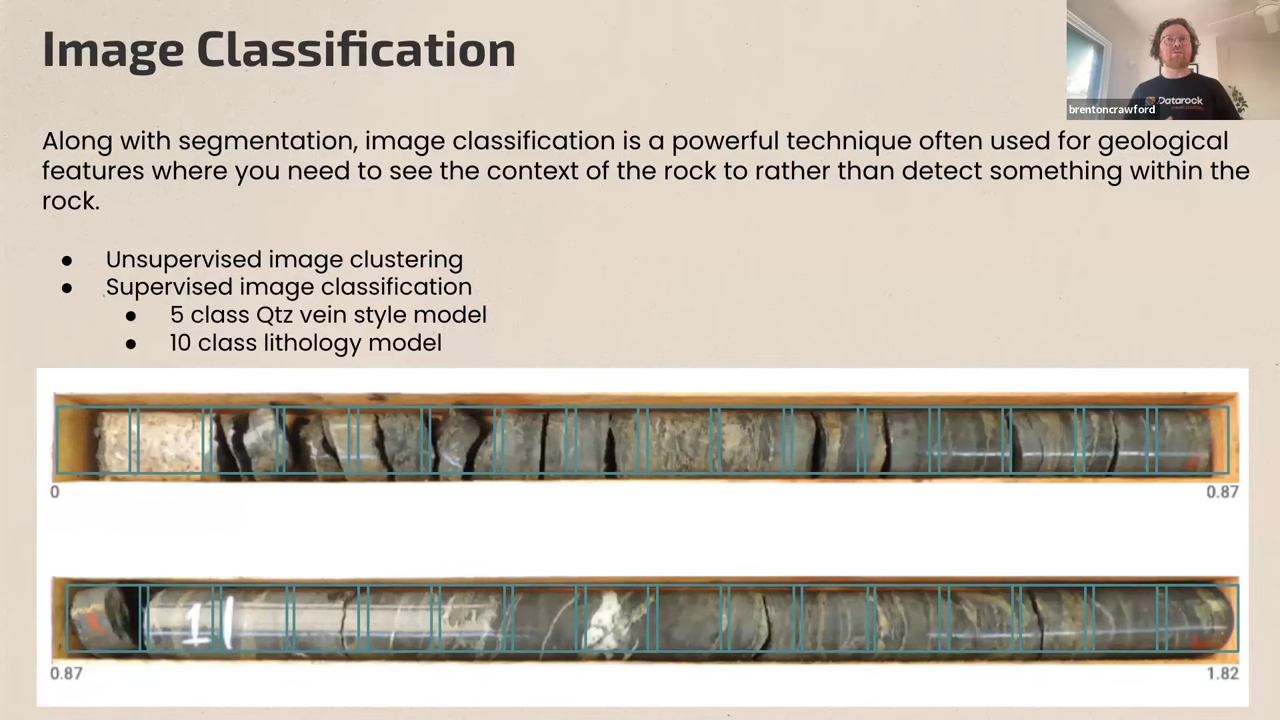 Image Classification
brentoncrawford
Datarock
Along with segmentation, image classification is a powerful technique often used for geological
features where you need to see the context of the rock to rather than detect something within the
rock.
● Unsupervised image clustering
● Supervised image classification
● 5 class Qtz vein style model
● 10 class lithology model
0
0.87
1
0.87
1.82